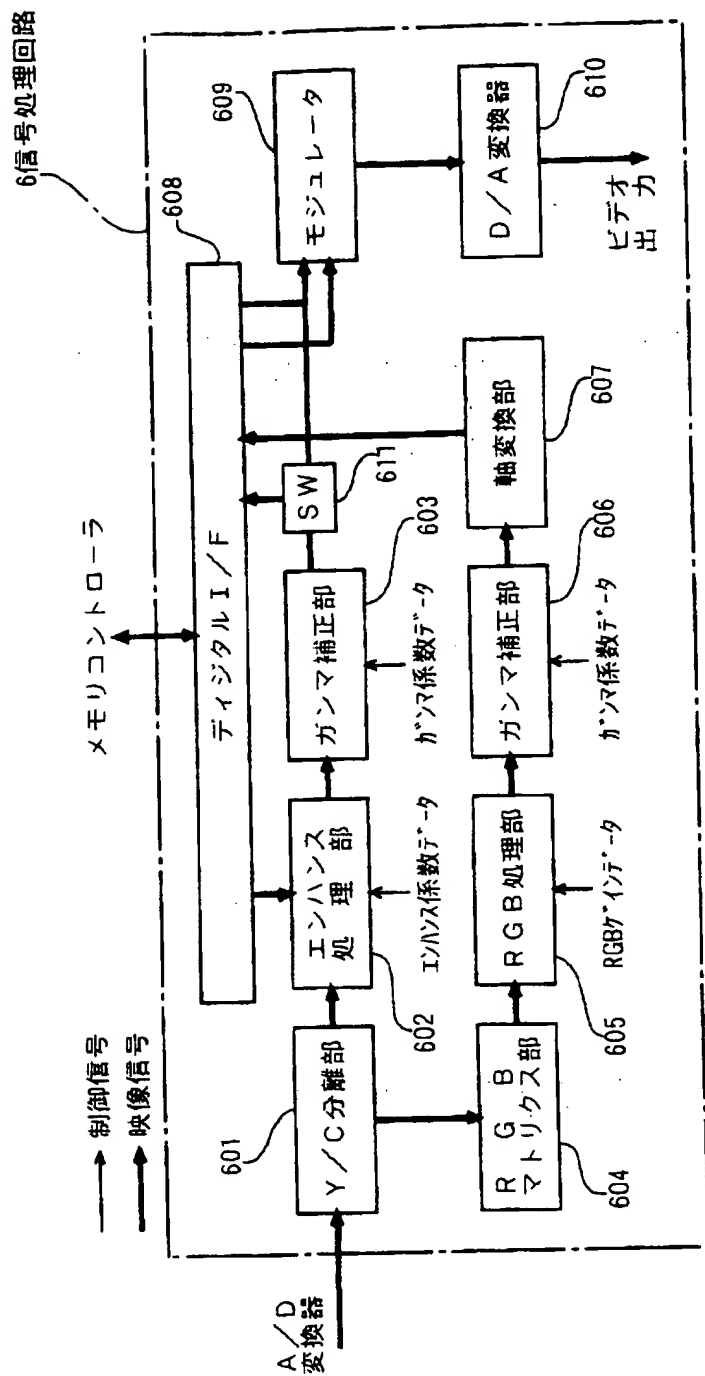 6信号処理回路
制御信号
映像信号
メモリコントローラ
608
ディジタルI/F
A/D
変換器
601
Y/C分離部
602
エンハンス
処理部
エンハンス係数データ
603
ガンマ補正部
ガンマ係数データ
SW
611
609
モジュレータ
604
RGB
マトリクス部
605
RGB処理部
RGBゲインデータ
606
ガンマ補正部
ガンマ係数データ
607
軸変換部
610
D/A変換器
ビデオ
出力